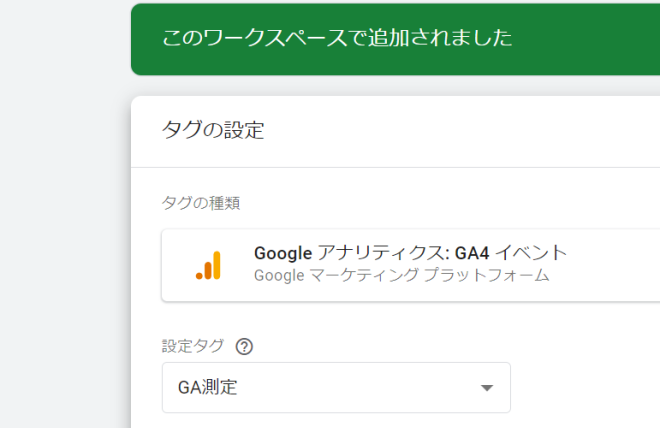 このワークスペースで追加されました
タグの設定
タグの種類
Google アナリティクス: GA4 イベント
Google マーケティング プラットフォーム
設定タグ
GA測定